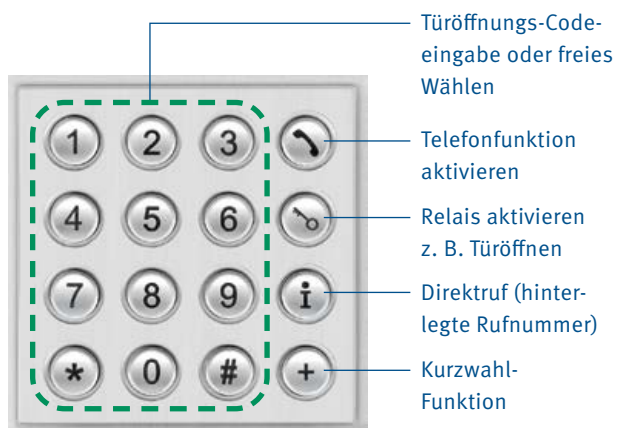 Türöffnungs-Code-
eingabe oder freies
Wählen
1 2 3
Telefonfunktion
aktivieren
4 5 6
Relais aktivieren
z. B. Türöffnen
7 8 9 i
Direktruf (hinter-
legte Rufnummer)
* 0 # +
Kurzwahl-
Funktion